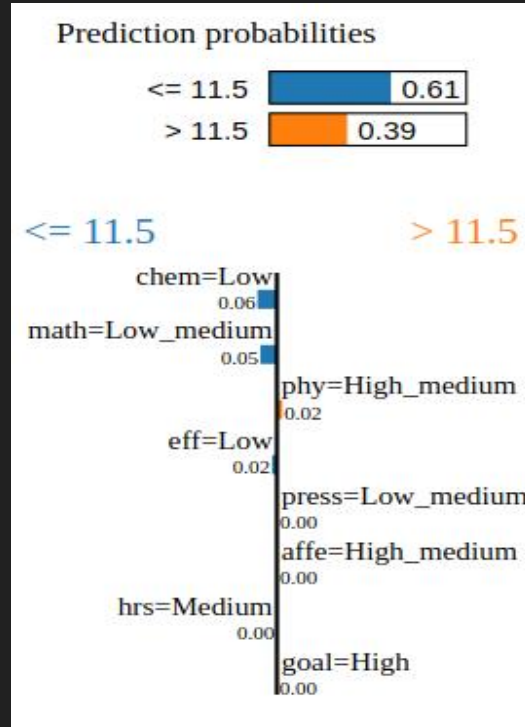 Prediction probabilities
<= 11.5 0.61
> 11.5 0.39
<= 11.5 > 11.5
chem=Low
0.06
math=Low_medium
0.05
phy=High_medium
0.02
eff=Low
0.02
press=Low_medium
0.00
affe=High_medium
0.00
hrs=Medium
0.00
goal=High
0.00